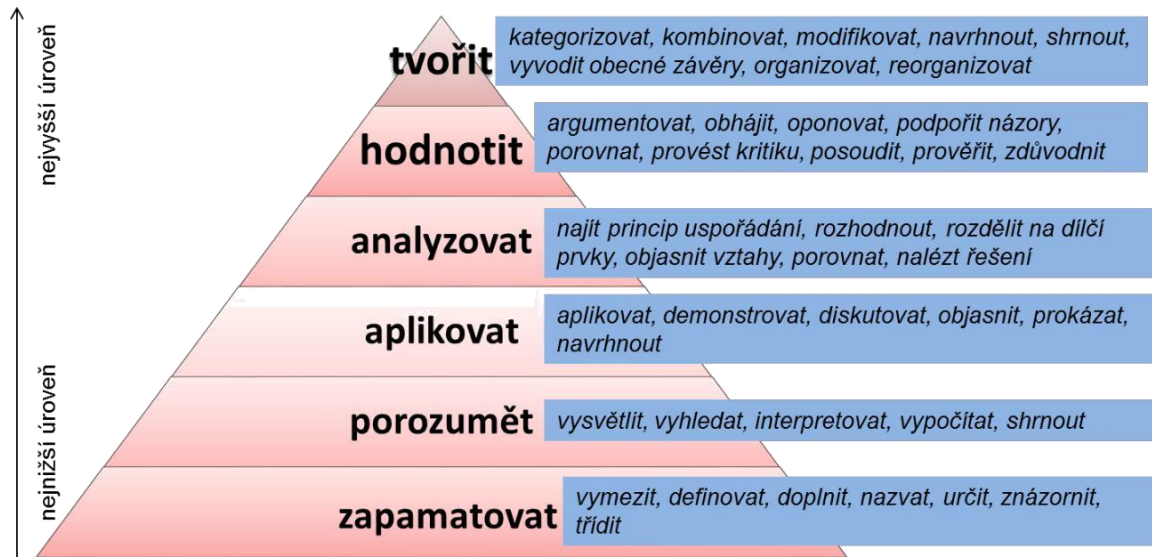 nejvyšší úroveň
tvořit
kategorizovat, kombinovat, modifikovat, navrhnout, shrnout,
vyvodit obecné závěry, organizovat, reorganizovat
hodnotit
argumentovat, obhájit, oponovat, podpořit názory,
porovnat, provést kritiku, posoudit, prověřit, zdůvodnit
analyzovat
najít princip uspořádání, rozhodnout, rozdělit na dílčí
prvky, objasnit vztahy, porovnat, nalézt řešení
aplikovat
aplikovat, demonstrovat, diskutovat, objasnit, prokázat,
navrhnout
nejnižší úroveň
porozumět
vysvětlit, vyhledat, interpretovat, vypočítat, shrnout
zapamatovat
vymezit, definovat, doplnit, nazvat, určit, znázornit,
třídit